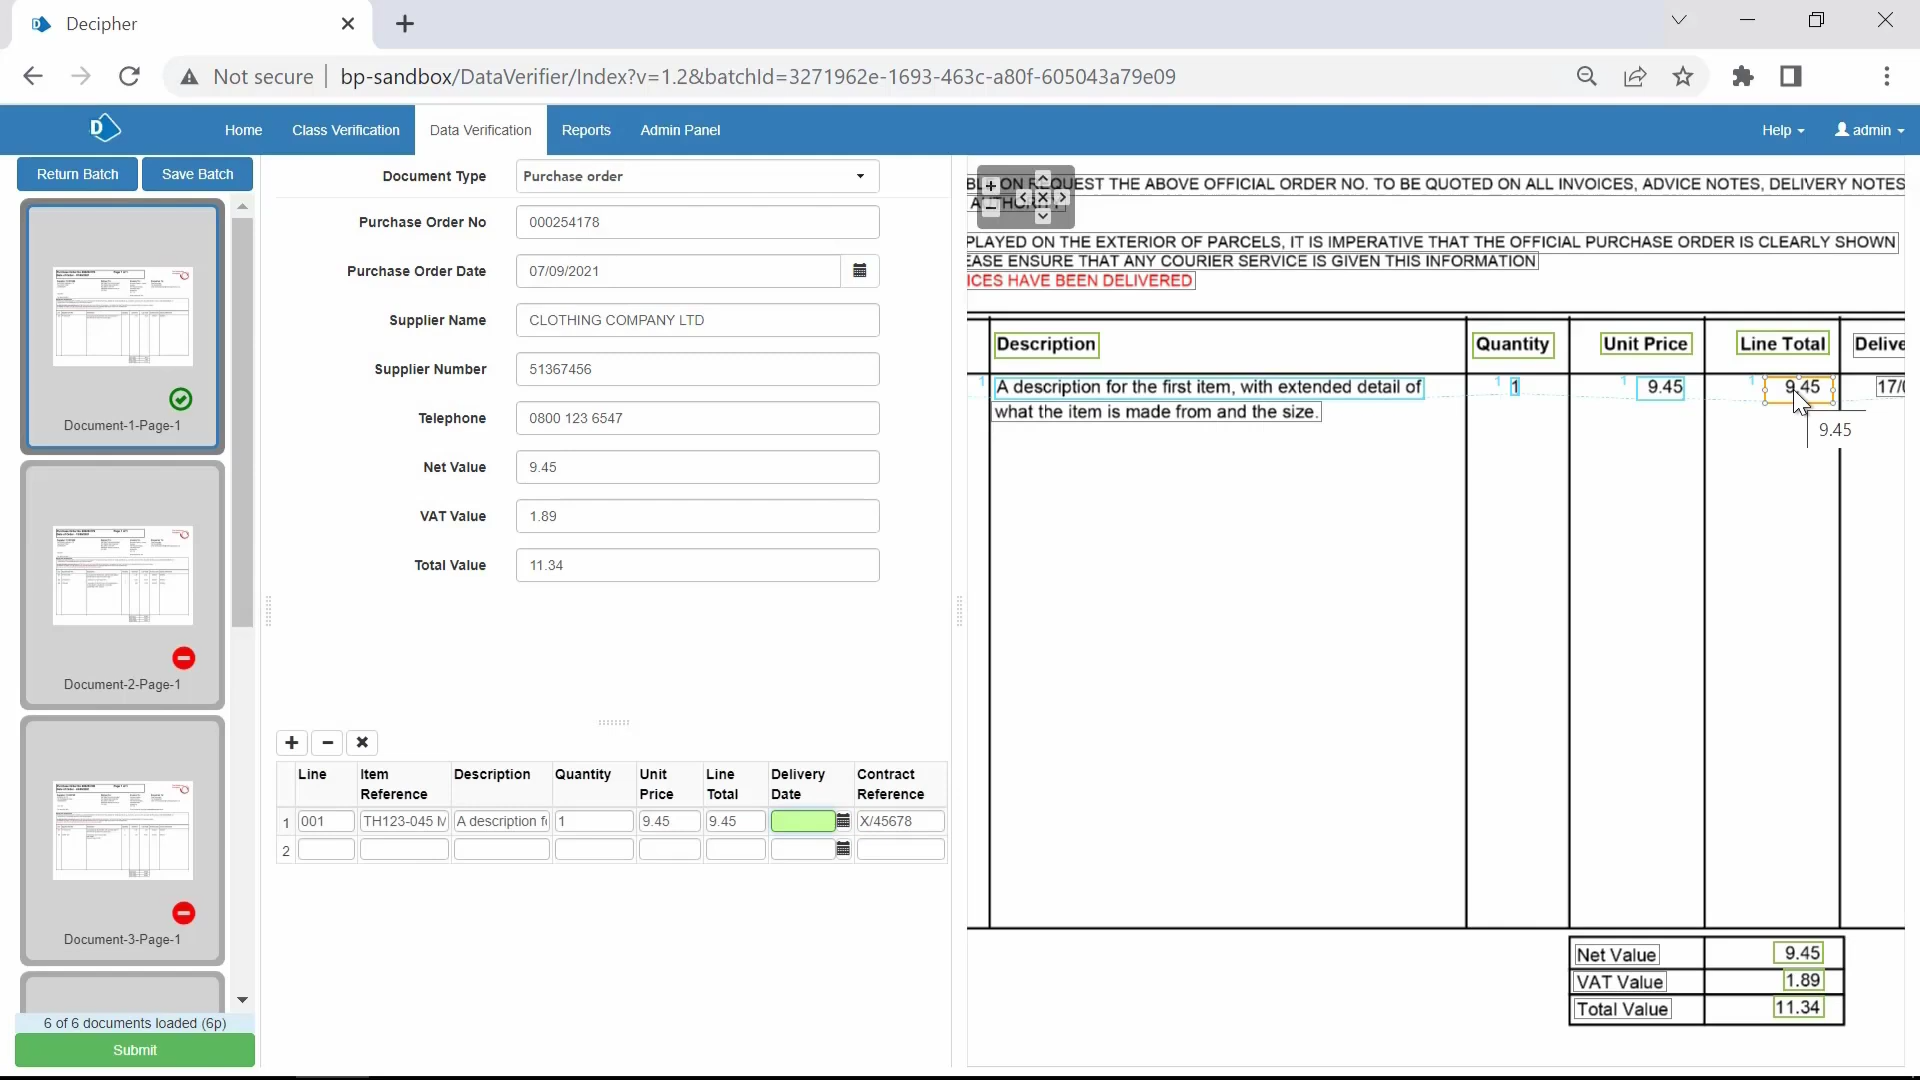 Decipher
Not secure
bp-sandbox/DataVerifier/Index?v=1.2&batchId=3271962e-1693-463c-a80f-605043a79e09
D
Home
Class Verification
Data Verification
Reports
Admin Panel
Help
admin
Return Batch
Save Batch
Document-1-Page-1
Document-2-Page-1
Document-3-Page-1
6 of 6 documents loaded (6p)
Submit
Document Type
Purchase order
Purchase Order No
000254178
Purchase Order Date
07/09/2021
Supplier Name
CLOTHING COMPANY LTD
Supplier Number
51367456
Telephone
0800 123 6547
Net Value
9.45
VAT Value
1.89
Total Value
11.34
Line
Item Reference
Description
Quantity
Unit Price
Line Total
Delivery Date
Contract Reference
1
001
TH123-045 M
A description f
1
9.45
9.45
X/45678
2
ON REQUEST THE ABOVE OFFICIAL ORDER NO. TO BE QUOTED ON ALL INVOICES, ADVICE NOTES, DELIVERY NOTES
PLAYED ON THE EXTERIOR OF PARCELS, IT IS IMPERATIVE THAT THE OFFICIAL PURCHASE ORDER IS CLEARLY SHOWN
EASE ENSURE THAT ANY COURIER SERVICE IS GIVEN THIS INFORMATION
ICES HAVE BEEN DELIVERED
Description
Quantity
Unit Price
Line Total
Delive
1
A description for the first item, with extended detail of
what the item is made from and the size.
1
1
1
9.45
1
9.45
17/0
9.45
Net Value
9.45
VAT Value
1.89
Total Value
11.34